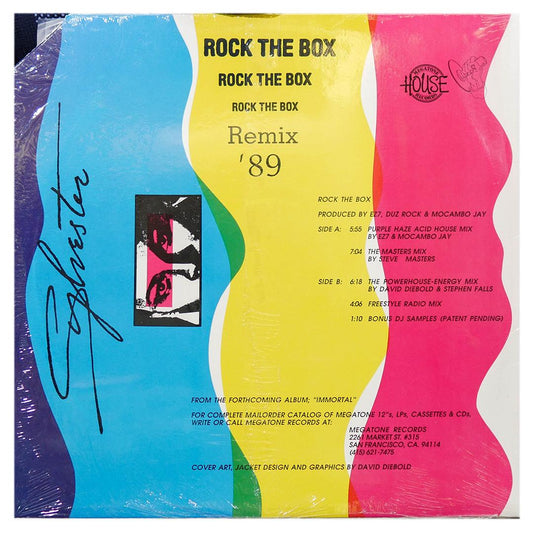 ROCK THE BOX
ROCK THE BOX
ROCK THE BOX
Remix
'89
MEGATONE
HOUSE
RECORDS
Sylvester
ROCK THE BOX
PRODUCED BY EZ7, DUZ ROCK & MOCAMBO JAY
SIDE A: 5:55 PURPLE HAZE ACID HOUSE MIX
BY EZ7 & MOCAMBO JAY
7:04 THE MASTERS MIX
BY STEVE MASTERS
SIDE B: 6:18 THE POWERHOUSE-ENERGY MIX
BY DAVID DIEBOLD & STEPHEN FALLS
4:06 FREESTYLE RADIO MIX
1:10 BONUS DJ SAMPLES (PATENT PENDING)
FROM THE FORTHCOMING ALBUM; "IMMORTAL"
FOR COMPLETE MAILORDER CATALOG OF MEGATONE 12"s, LPs, CASSETTES & CDs,
WRITE OR CALL MEGATONE RECORDS AT:
MEGATONE RECORDS
2261 MARKET ST. #315
SAN FRANCISCO, CA. 94114
(415) 621-7475
COVER ART, JACKET DESIGN AND GRAPHICS BY DAVID DIEBOLD